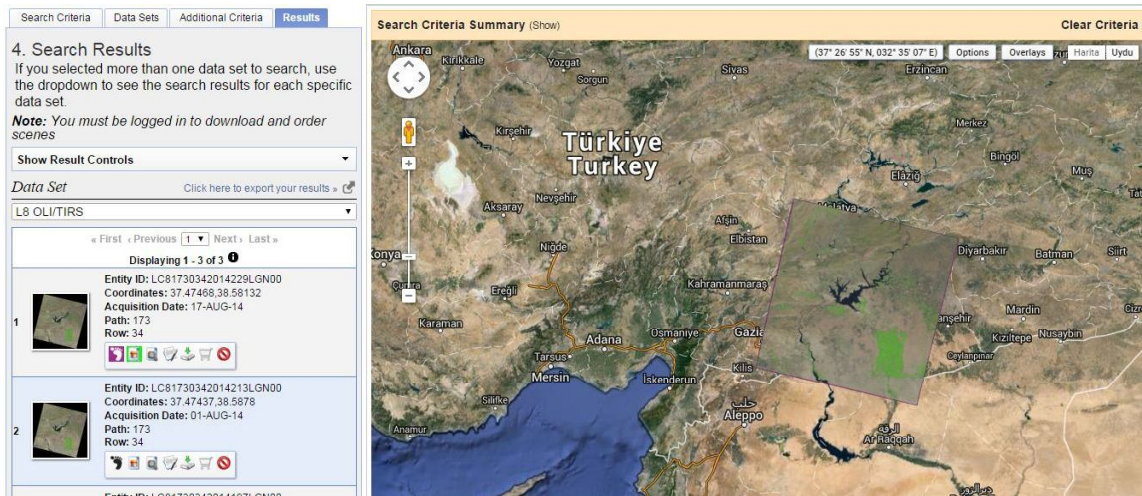 Search Criteria
Data Sets
Additional Criteria
Results
4. Search Results
If you selected more than one data set to search, use
the dropdown to see the search results for each specific
data set.
Note: You must be logged in to download and order
scenes
Show Result Controls
Data Set
Click here to export your results »
L8 OLI/TIRS
« First ‹ Previous 1 Next › Last »
Displaying 1 - 3 of 3
1
Entity ID: LC81730342014229LGN00
Coordinates: 37.47468,38.58132
Acquisition Date: 17-AUG-14
Path: 173
Row: 34
2
Entity ID: LC81730342014213LGN00
Coordinates: 37.47437,38.5878
Acquisition Date: 01-AUG-14
Path: 173
Row: 34
Search Criteria Summary (Show)
Clear Criteria
(37° 26' 55" N, 032° 35' 07" E)
Options
Overlays
Harita
Uydu
Ankara
Kırıkkale
Yozgat
Sorgun
Sivas
Erzincan
Merkez
Kırşehir
Türkiye
Turkey
Bingöl
Elazığ
Muş
Nevşehir
Aksaray
Malatya
Afşin
Elbistan
Niğde
Konya
Diyarbakır
Batman
Siirt
Çumra
Ereğli
Kahramanmaraş
Mardin
Karaman
Adana
Osmaniye
Kızıltepe
Nusaybin
Tarsus
Ceylanpınar
Mersin
İskenderun
Kilis
Silifke
Anamur
حلب
Aleppo
الرقة
Ar Raqqah